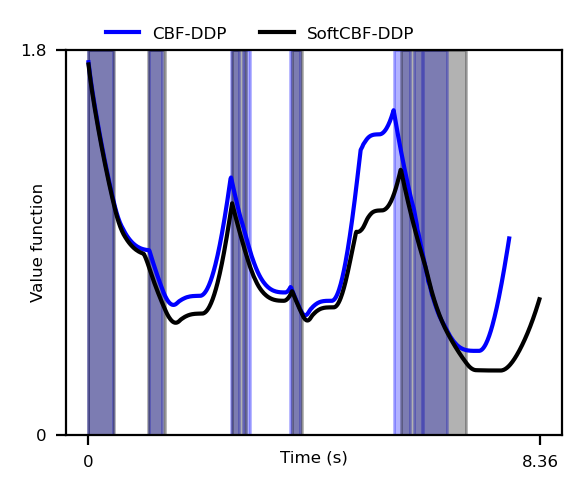 CBF-DDP SoftCBF-DDP
1.8
Value function
0
0 Time (s) 8.36